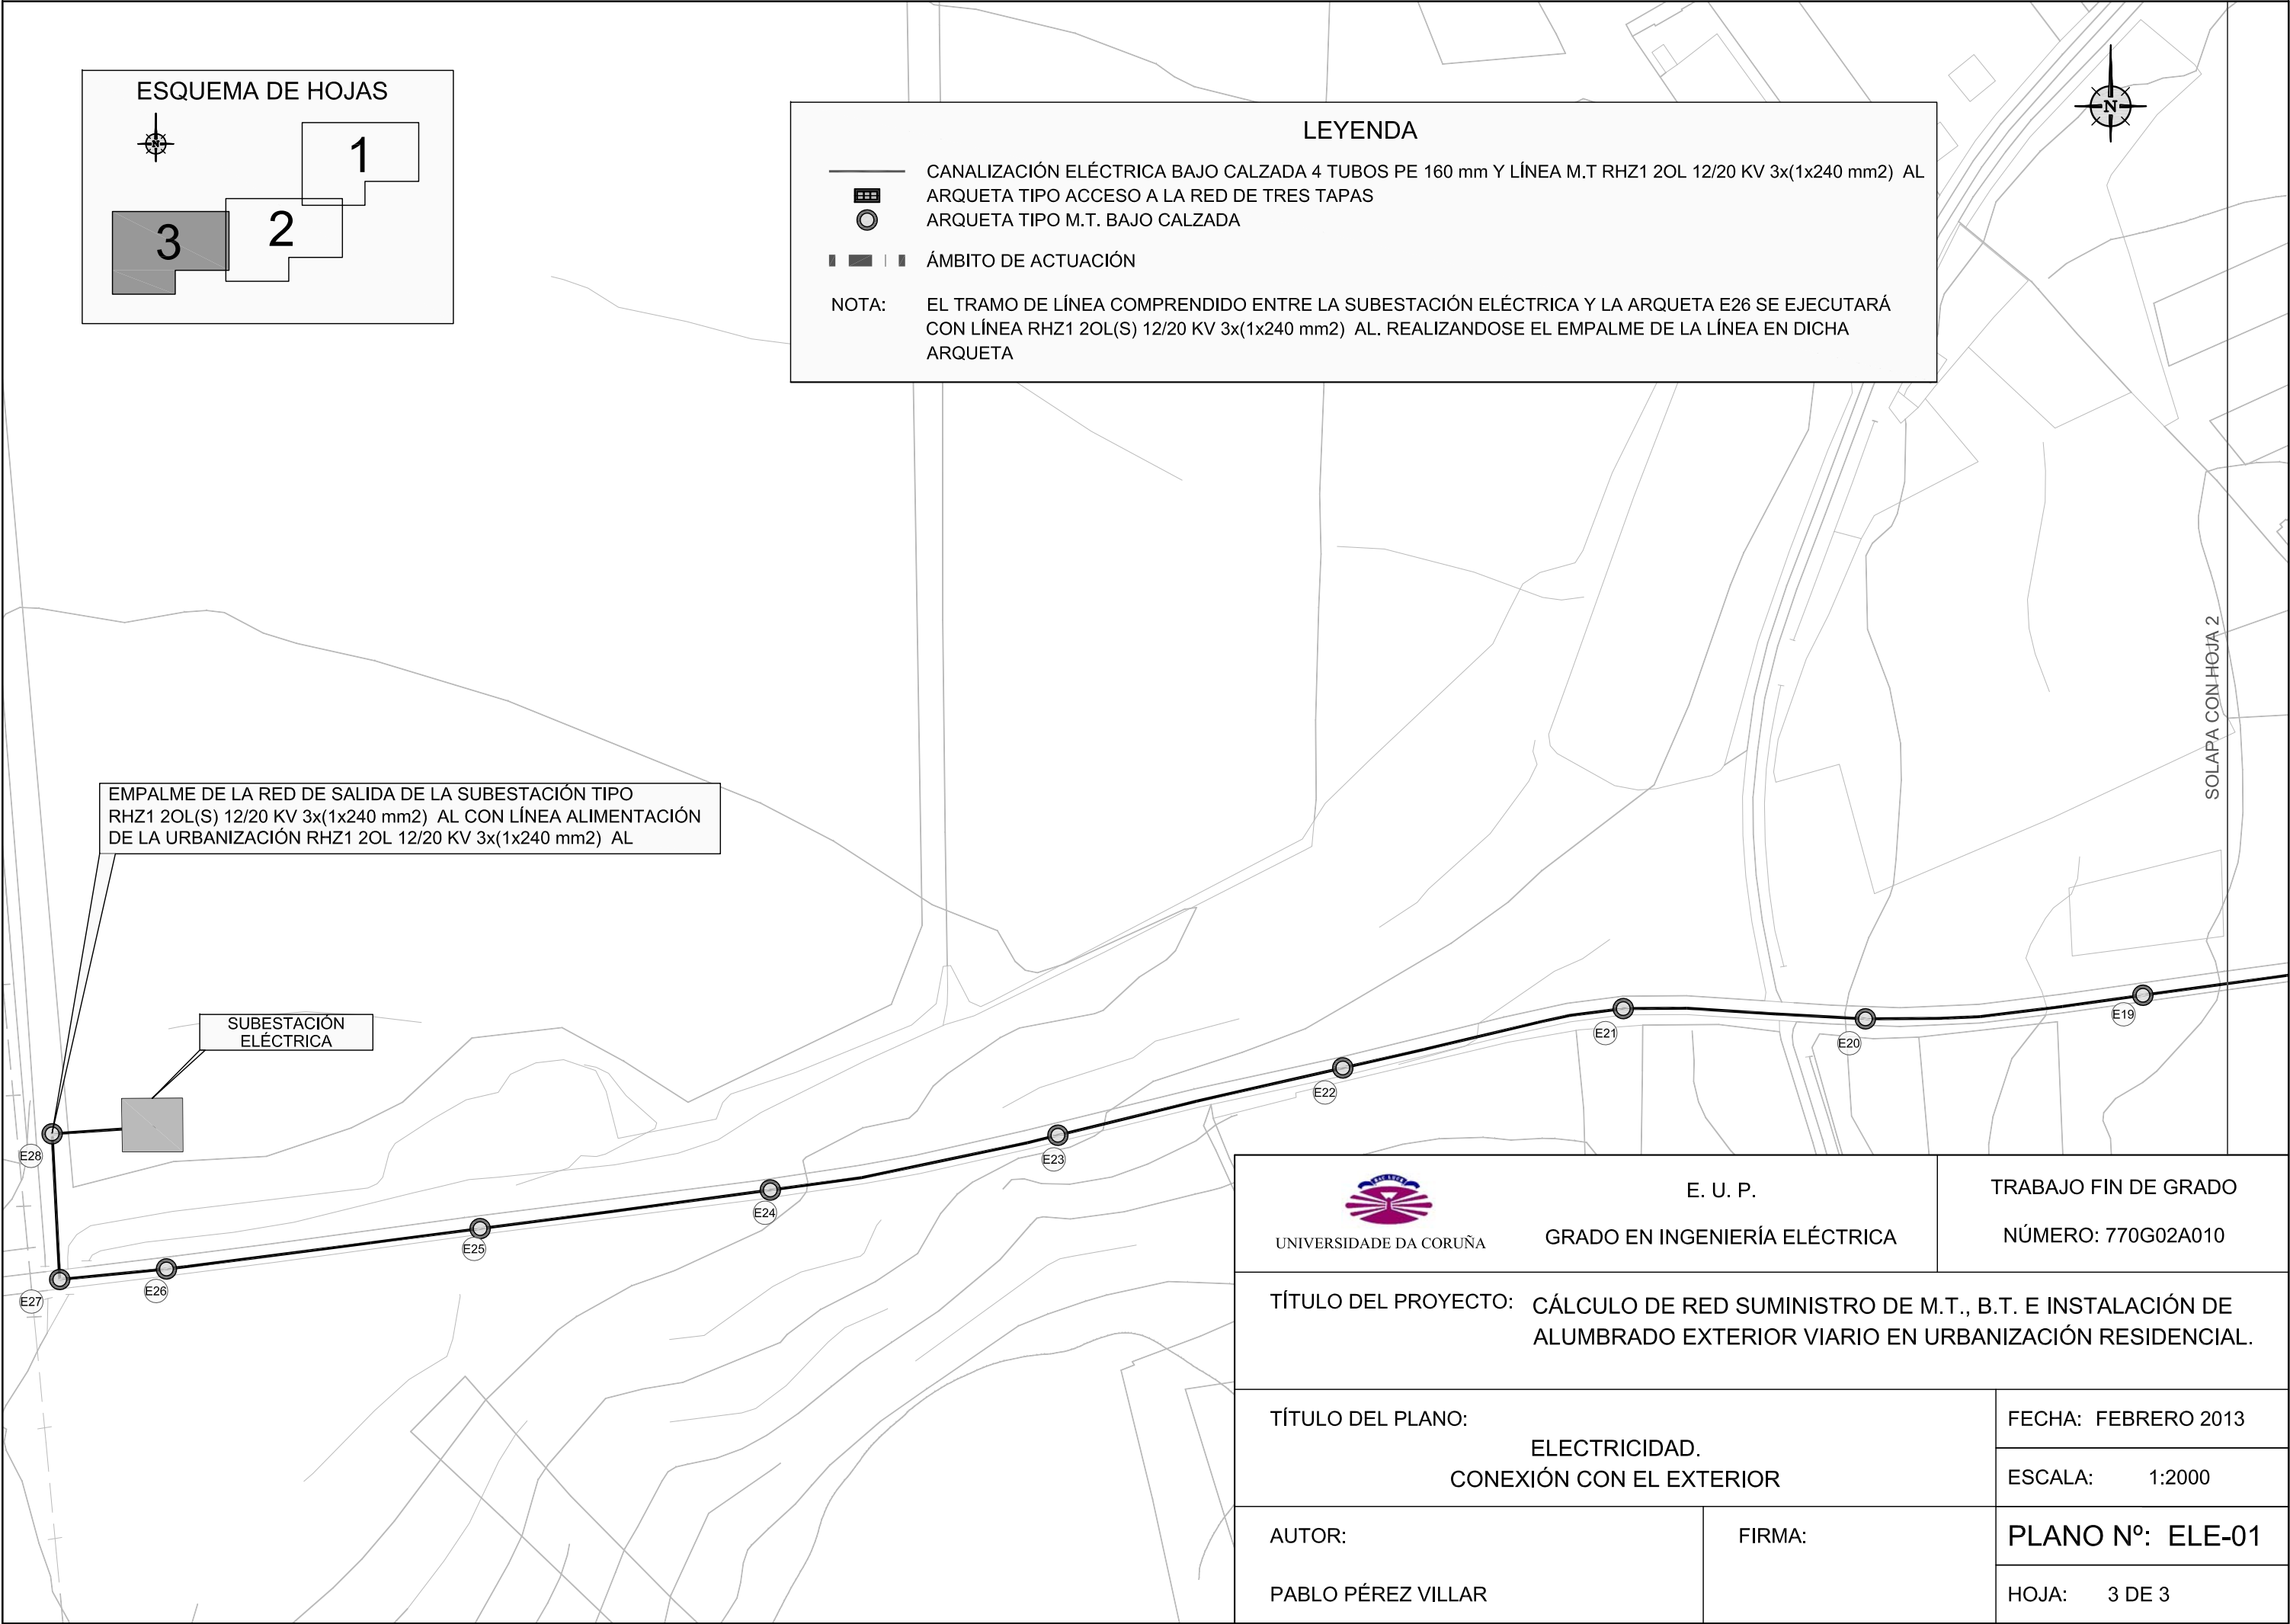 ESQUEMA DE HOJAS
N
1
2
3
LEYENDA
CANALIZACIÓN ELÉCTRICA BAJO CALZADA 4 TUBOS PE 160 mm Y LÍNEA M.T RHZ1 2OL 12/20 KV 3x(1x240 mm2) AL
ARQUETA TIPO ACCESO A LA RED DE TRES TAPAS
ARQUETA TIPO M.T. BAJO CALZADA
ÁMBITO DE ACTUACIÓN
NOTA: EL TRAMO DE LÍNEA COMPRENDIDO ENTRE LA SUBESTACIÓN ELÉCTRICA Y LA ARQUETA E26 SE EJECUTARÁ
CON LÍNEA RHZ1 2OL(S) 12/20 KV 3x(1x240 mm2) AL. REALIZANDOSE EL EMPALME DE LA LÍNEA EN DICHA
ARQUETA
N
SOLAPA CON HOJA 2
EMPALME DE LA RED DE SALIDA DE LA SUBESTACIÓN TIPO
RHZ1 2OL(S) 12/20 KV 3x(1x240 mm2) AL CON LÍNEA ALIMENTACIÓN
DE LA URBANIZACIÓN RHZ1 2OL 12/20 KV 3x(1x240 mm2) AL
SUBESTACIÓN
ELÉCTRICA
E28
E27
E26
E25
E24
E23
E22
E21
E20
E19
UNIVERSIDADE DA CORUÑA
E. U. P.
GRADO EN INGENIERÍA ELÉCTRICA
TRABAJO FIN DE GRADO
NÚMERO: 770G02A010
TÍTULO DEL PROYECTO: CÁLCULO DE RED SUMINISTRO DE M.T., B.T. E INSTALACIÓN DE
ALUMBRADO EXTERIOR VIARIO EN URBANIZACIÓN RESIDENCIAL.
TÍTULO DEL PLANO:
ELECTRICIDAD.
CONEXIÓN CON EL EXTERIOR
FECHA: FEBRERO 2013
ESCALA: 1:2000
AUTOR:
PABLO PÉREZ VILLAR
FIRMA:
PLANO Nº: ELE-01
HOJA: 3 DE 3